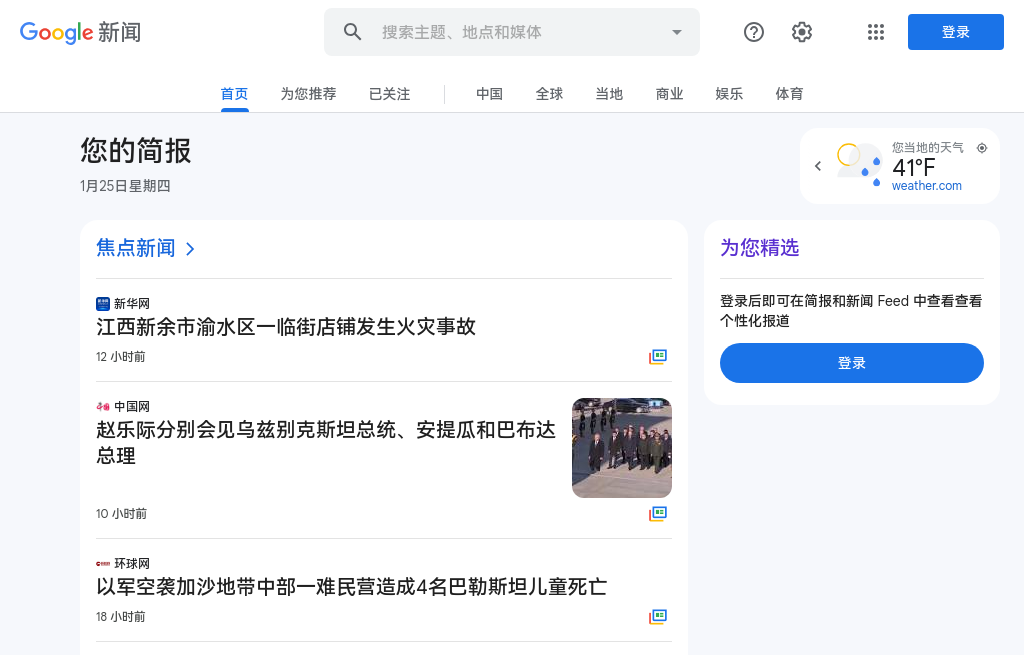 Google 新闻
搜索主题、地点和媒体
登录
首页
为您推荐
已关注
中国
全球
当地
商业
娱乐
体育
您的简报
1月25日星期四
您当地的天气
41°F
weather.com
焦点新闻
新华网
江西新余市渝水区一临街店铺发生火灾事故
12 小时前
中国网
赵乐际分别会见乌兹别克斯坦总统、安提瓜和巴布达
总理
10 小时前
环球网
以军空袭加沙地带中部一难民营造成4名巴勒斯坦儿童死亡
18 小时前
为您精选
登录后即可在简报和新闻 Feed 中查看查看
个性化报道
登录